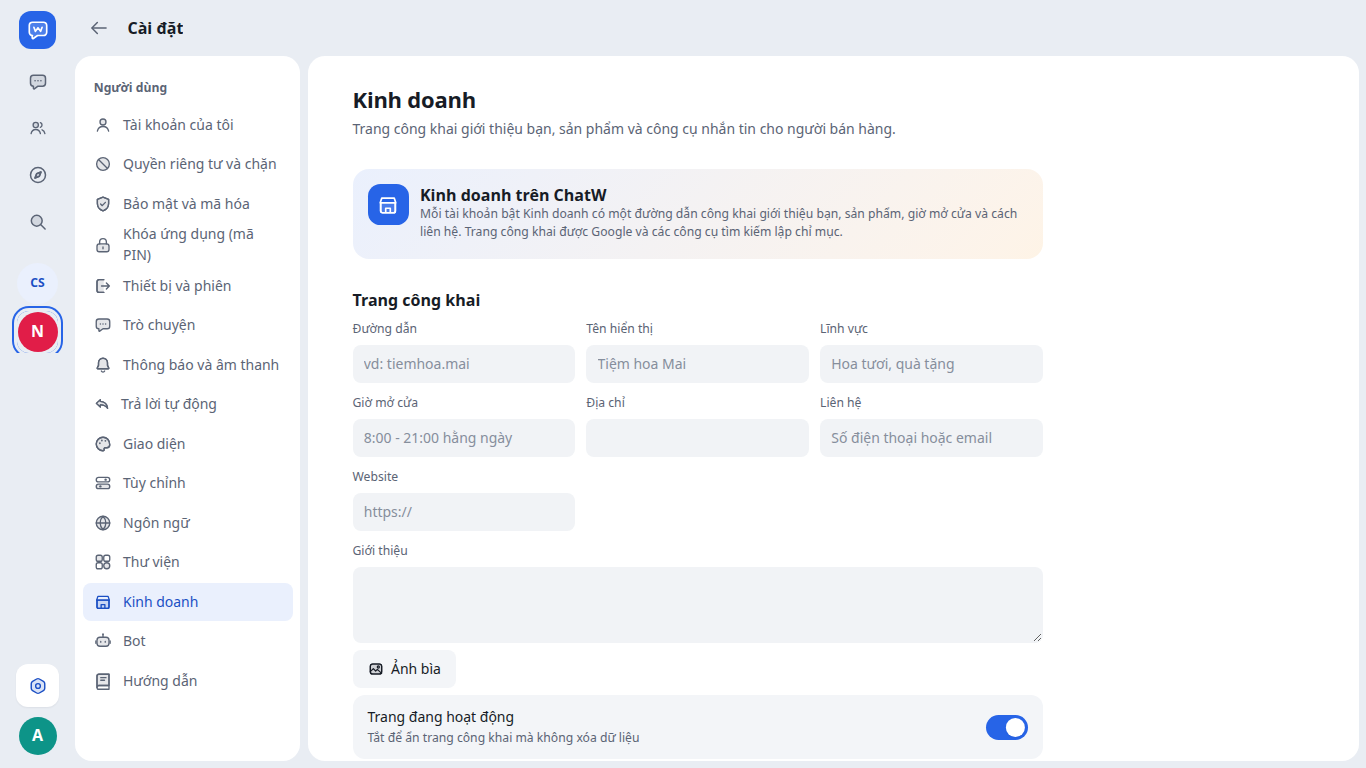 Cài đặt
CS
N
A
Người dùng
Tài khoản của tôi
Quyền riêng tư và chặn
Bảo mật và mã hóa
Khóa ứng dụng (mã
PIN)
Thiết bị và phiên
Trò chuyện
Thông báo và âm thanh
Trả lời tự động
Giao diện
Tùy chỉnh
Ngôn ngữ
Thư viện
Kinh doanh
Bot
Hướng dẫn
Kinh doanh
Trang công khai giới thiệu bạn, sản phẩm và công cụ nhắn tin cho người bán hàng.
Kinh doanh trên ChatW
Mỗi tài khoản bật Kinh doanh có một đường dẫn công khai giới thiệu bạn, sản phẩm, giờ mở cửa và cách
liên hệ. Trang công khai được Google và các công cụ tìm kiếm lập chỉ mục.
Trang công khai
Đường dẫn Tên hiển thị Lĩnh vực
vd: tiemhoa.mai Tiệm hoa Mai Hoa tươi, quà tặng
Giờ mở cửa Địa chỉ Liên hệ
8:00 - 21:00 hằng ngày Số điện thoại hoặc email
Website
https://
Giới thiệu
Ảnh bìa
Trang đang hoạt động
Tắt để ẩn trang công khai mà không xóa dữ liệu